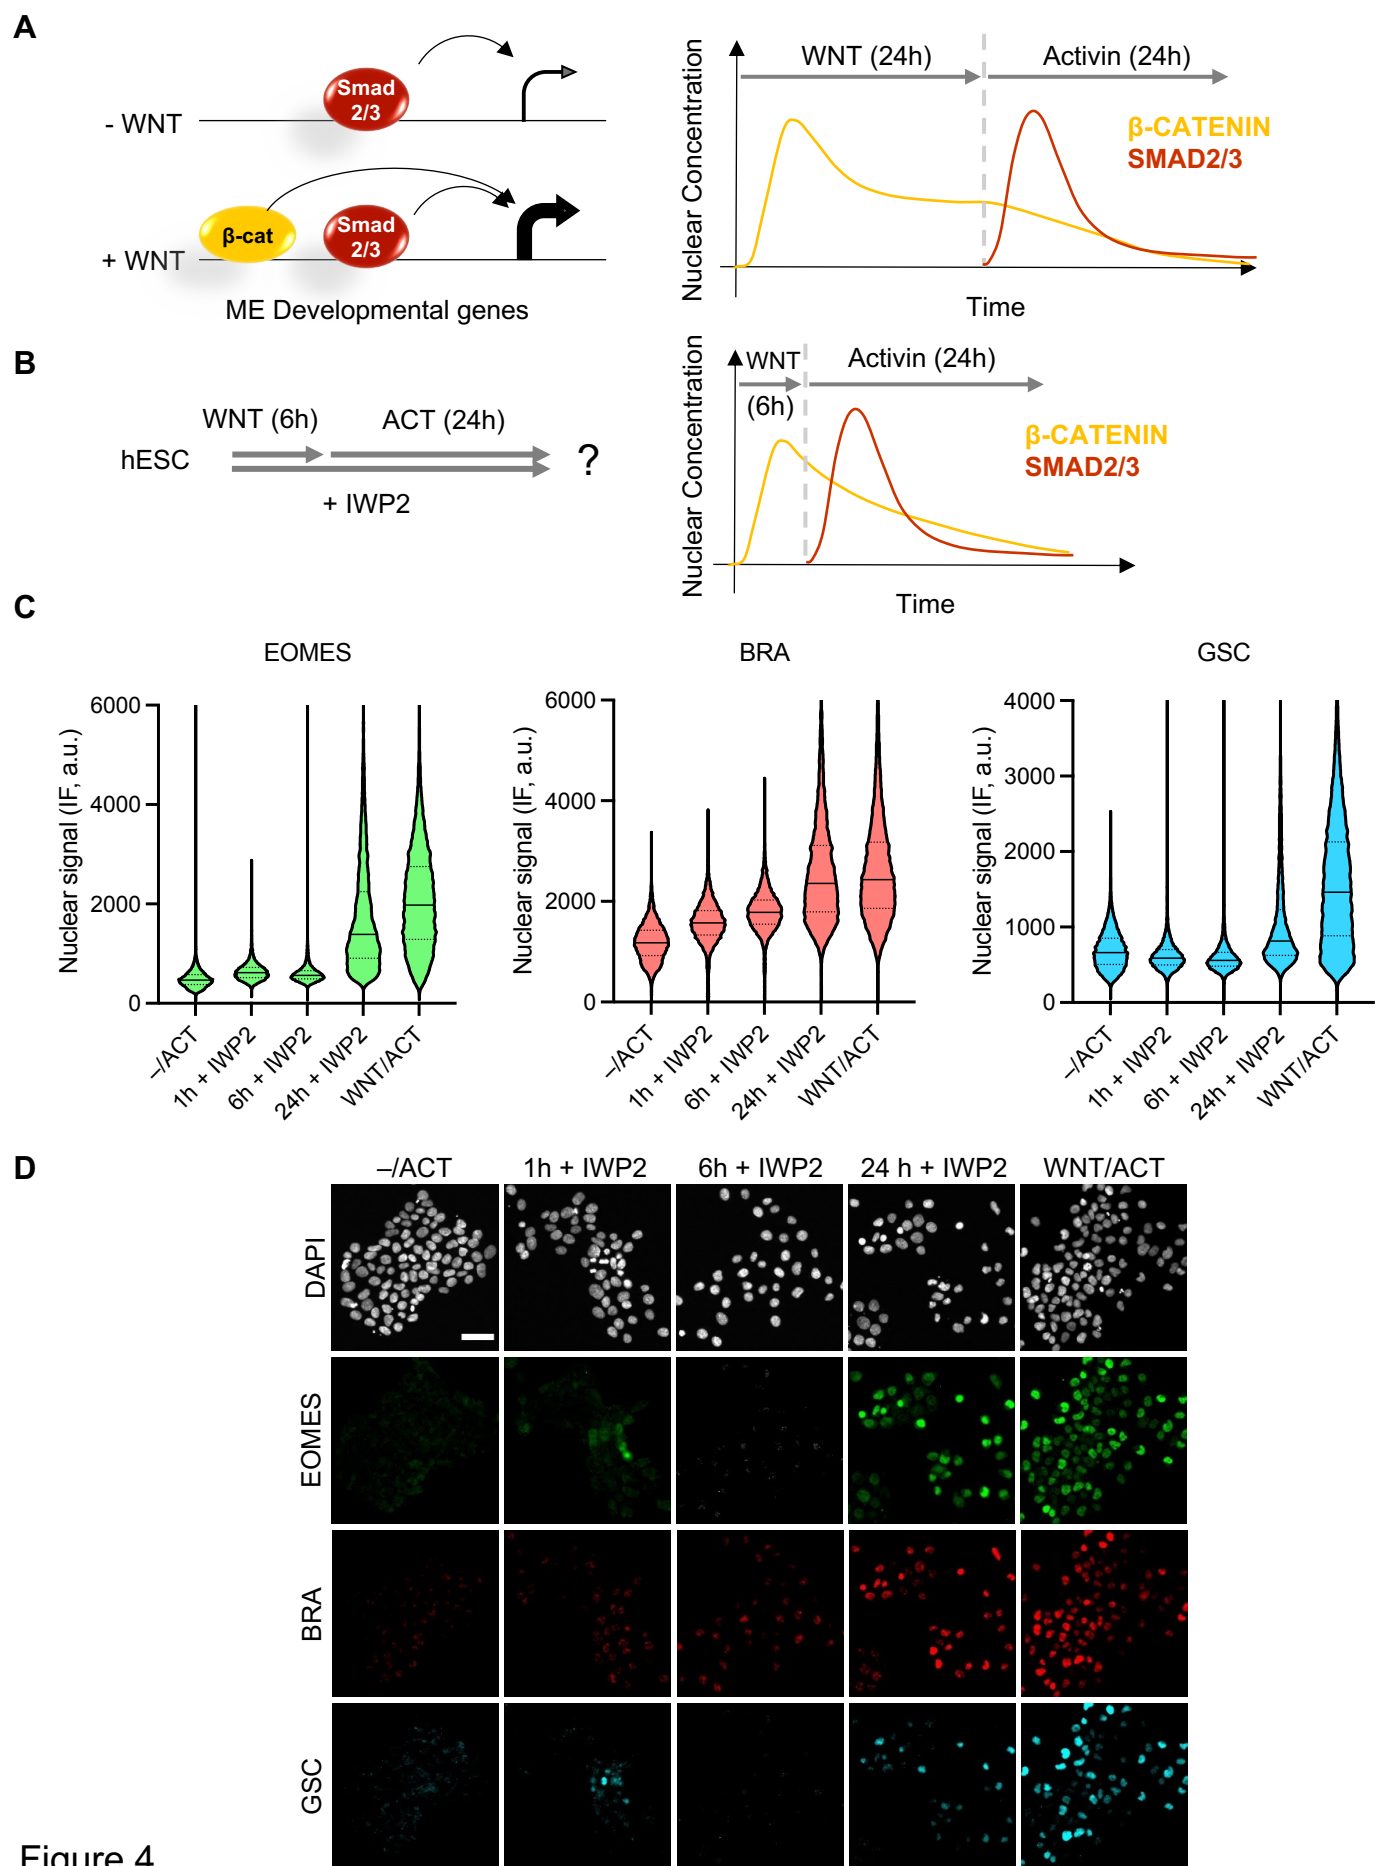 A
Smad
2/3
- WNT
β-cat
Smad
2/3
+ WNT
ME Developmental genes
Nuclear Concentration
WNT (24h)
Activin (24h)
β-CATENIN
SMAD2/3
Time
B
WNT (6h)
ACT (24h)
hESC
?
+ IWP2
Nuclear Concentration
WNT
(6h)
Activin (24h)
β-CATENIN
SMAD2/3
Time
C
EOMES
Nuclear signal (IF, a.u.)
6000
4000
2000
0
–/ACT
1h + IWP2
6h + IWP2
24h + IWP2
WNT/ACT
BRA
Nuclear signal (IF, a.u.)
6000
4000
2000
0
–/ACT
1h + IWP2
6h + IWP2
24h + IWP2
WNT/ACT
GSC
Nuclear signal (IF, a.u.)
4000
3000
2000
1000
0
–/ACT
1h + IWP2
6h + IWP2
24h + IWP2
WNT/ACT
D
–/ACT
1h + IWP2
6h + IWP2
24 h + IWP2
WNT/ACT
DAPI
EOMES
BRA
GSC
Figure 4